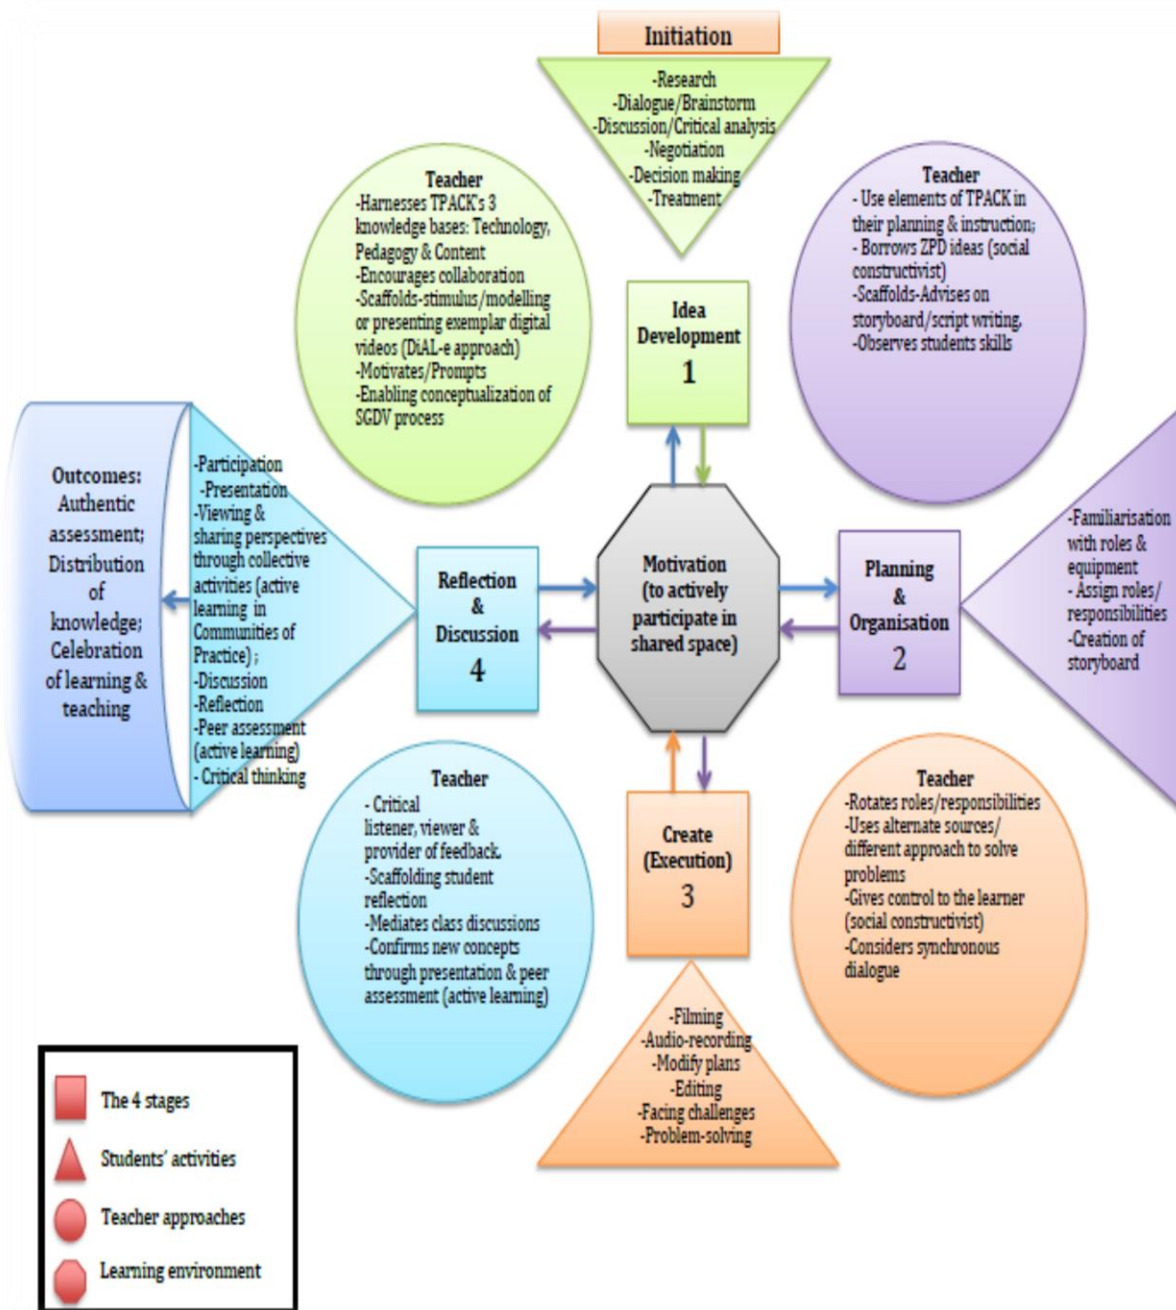 Initiation
-Research
-Dialogue/Brainstorm
-Discussion/Critical analysis
-Negotiation
-Decision making
-Treatment
Teacher
-Harnesses TPACK's 3
knowledge bases: Technology,
Pedagogy & Content
-Encourages collaboration
-Scaffolds-stimulus/modelling
or presenting exemplar digital
videos (DiAL-e approach)
-Motivates/Prompts
-Enabling conceptualization of
SGDV process
Idea
Development
1
Teacher
- Use elements of TPACK in
their planning & instruction;
- Borrows ZPD ideas (social
constructivist)
-Scaffolds-Advises on
storyboard/script writing,
-Observes students skills
Outcomes:
Authentic
assessment;
Distribution
of
knowledge;
Celebration
of learning &
teaching
-Participation
-Presentation
-Viewing &
sharing perspectives
through collective
activities (active
learning in
Communities of
Practice) ;
-Discussion
-Reflection
-Peer assessment
(active learning)
- Critical thinking
Reflection
&
Discussion
4
Motivation
(to actively
participate in
shared space)
Planning
&
Organisation
2
-Familiarisation
with roles &
equipment
- Assign roles/
responsibilities
-Creation of
storyboard
Teacher
- Critical
listener, viewer &
provider of feedback.
-Scaffolding student
reflection
-Mediates class discussions
-Confirms new concepts
through presentation & peer
assessment (active learning)
Create
(Execution)
3
Teacher
-Rotates roles/responsibilities
-Uses alternate sources/
different approach to solve
problems
-Gives control to the learner
(social constructivist)
-Considers synchronous
dialogue
-Filming
-Audio-recording
-Modify plans
-Editing
-Facing challenges
-Problem-solving
The 4 stages
Students' activities
Teacher approaches
Learning environment